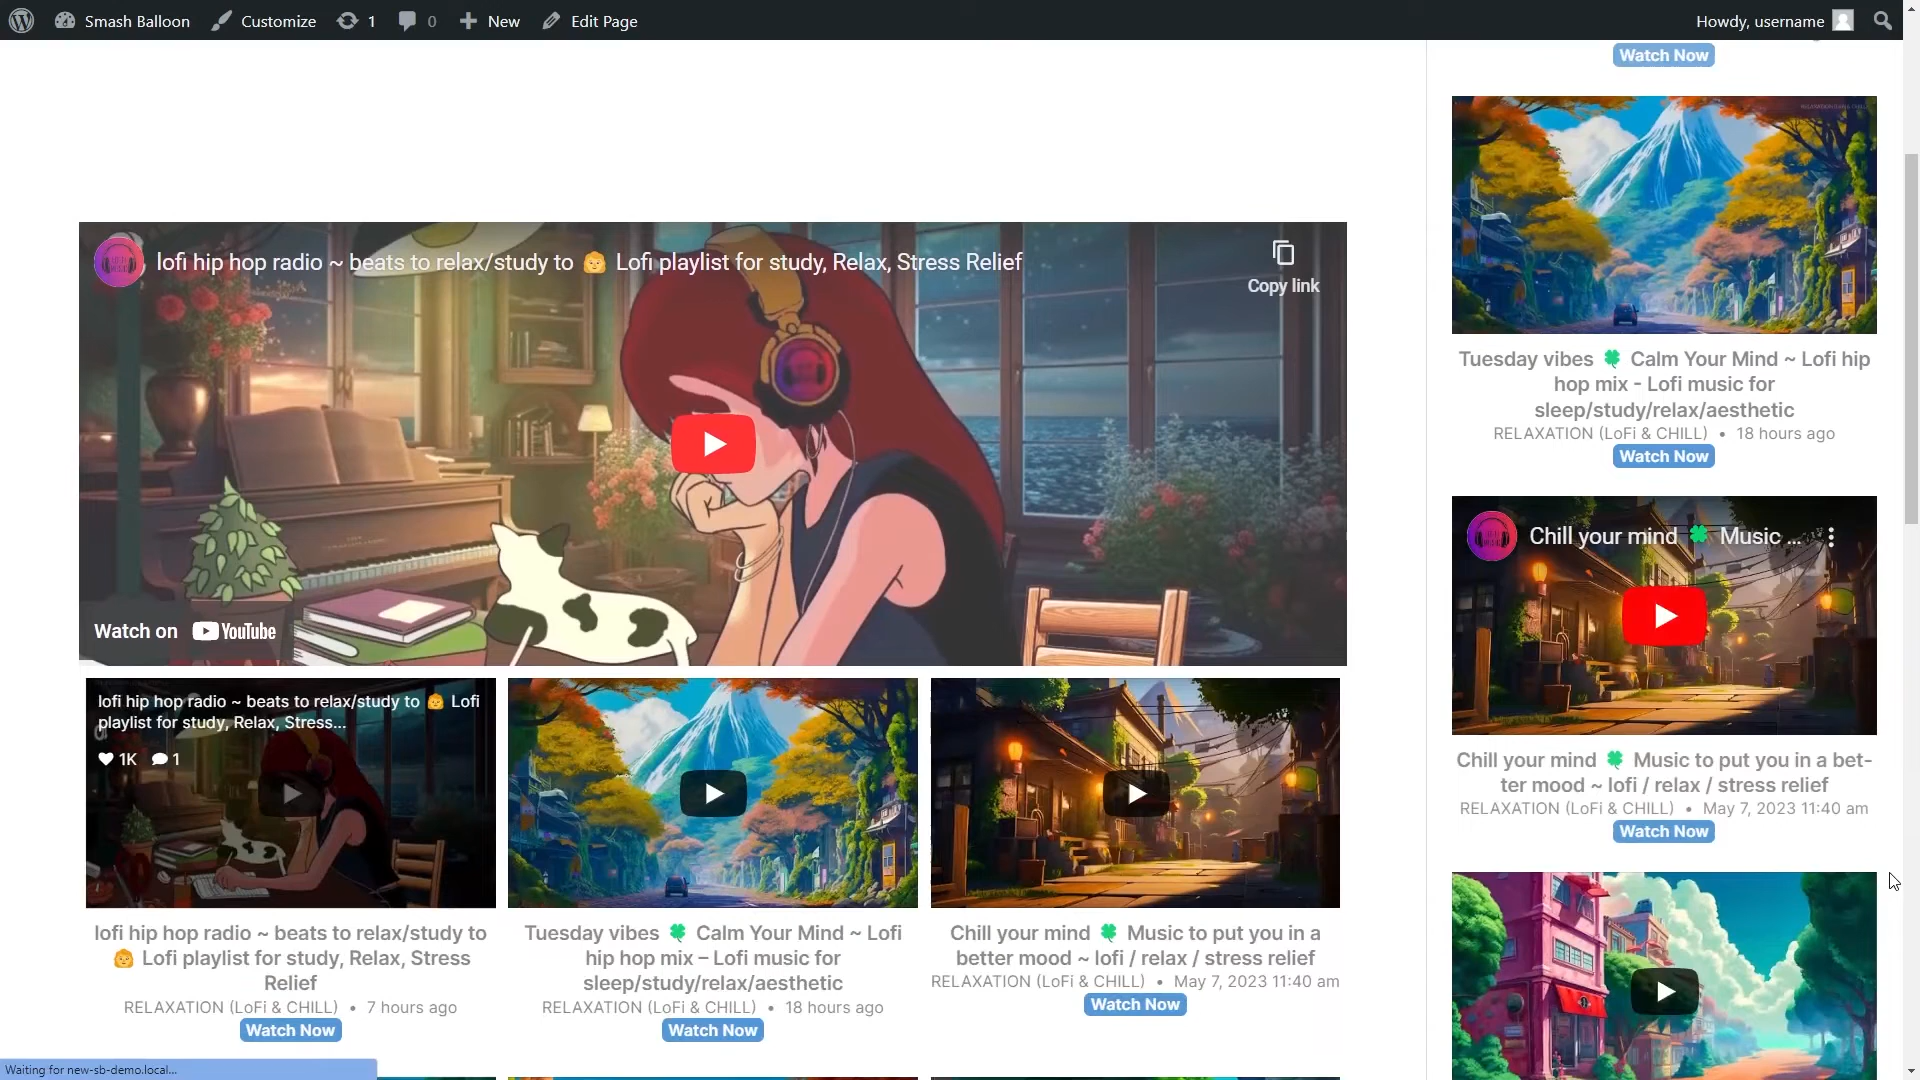 Smash Balloon
Customize
1
0
New
Edit Page
Howdy, username
lofi hip hop radio ~ beats to relax/study to 👩 Lofi playlist for study, Relax, Stress Relief
Copy link
Watch on YouTube
lofi hip hop radio ~ beats to relax/study to 👩 Lofi
playlist for study, Relax, Stress...
1K 1
lofi hip hop radio ~ beats to relax/study to
👩 Lofi playlist for study, Relax, Stress
Relief
RELAXATION (LoFi & CHILL) • 7 hours ago
Watch Now
Tuesday vibes 🍀 Calm Your Mind ~ Lofi
hip hop mix – Lofi music for
sleep/study/relax/aesthetic
RELAXATION (LoFi & CHILL) • 18 hours ago
Watch Now
Chill your mind 🍀 Music to put you in a
better mood ~ lofi / relax / stress relief
RELAXATION (LoFi & CHILL) • May 7, 2023 11:40 am
Watch Now
Watch Now
Tuesday vibes 🍀 Calm Your Mind ~ Lofi hip
hop mix - Lofi music for
sleep/study/relax/aesthetic
RELAXATION (LoFi & CHILL) • 18 hours ago
Watch Now
Chill your mind 🍀 Music ...
Chill your mind 🍀 Music to put you in a bet-
ter mood ~ lofi / relax / stress relief
RELAXATION (LoFi & CHILL) • May 7, 2023 11:40 am
Watch Now
Waiting for new-sb-demo.local...